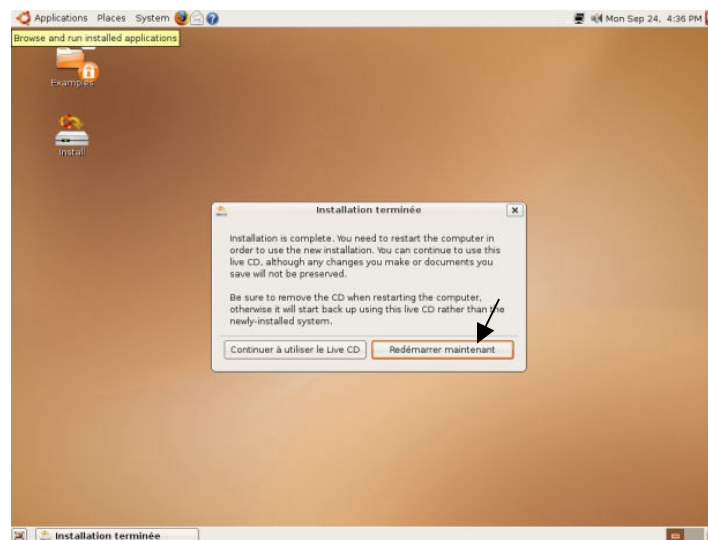 Applications Places System Mon Sep 24, 4:36 PM
Browse and run installed applications
Examples
Install
Installation terminée
Installation is complete. You need to restart the computer in
order to use the new installation. You can continue to use this
live CD, although any changes you make or documents you
save will not be preserved.
Be sure to remove the CD when restarting the computer,
otherwise it will start back up using this live CD rather than the
newly-installed system.
Continuer à utiliser le Live CD Redémarrer maintenant
Installation terminée